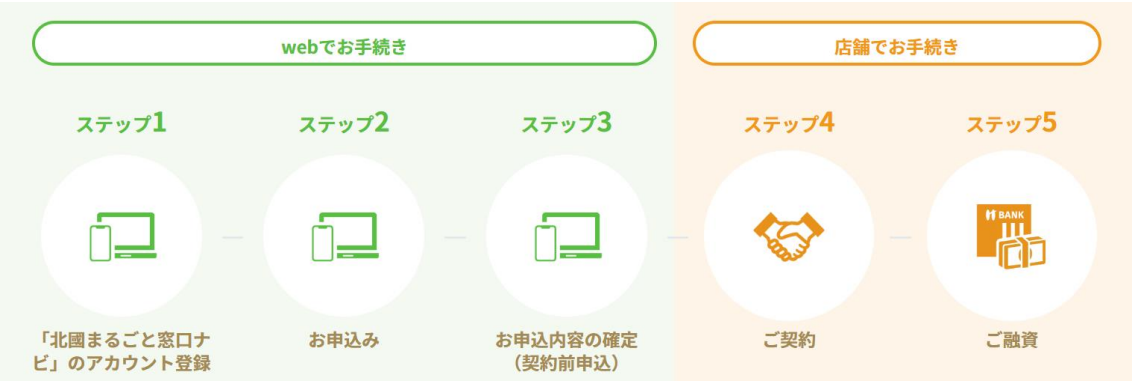 webでお手続き
店舗でお手続き
ステップ1
ステップ2
ステップ3
ステップ4
ステップ5
BANK
「北國まるごと窓口ナ
ビ」のアカウント登録
お申込み
お申込内容の確定
（契約前申込）
ご契約
ご融資